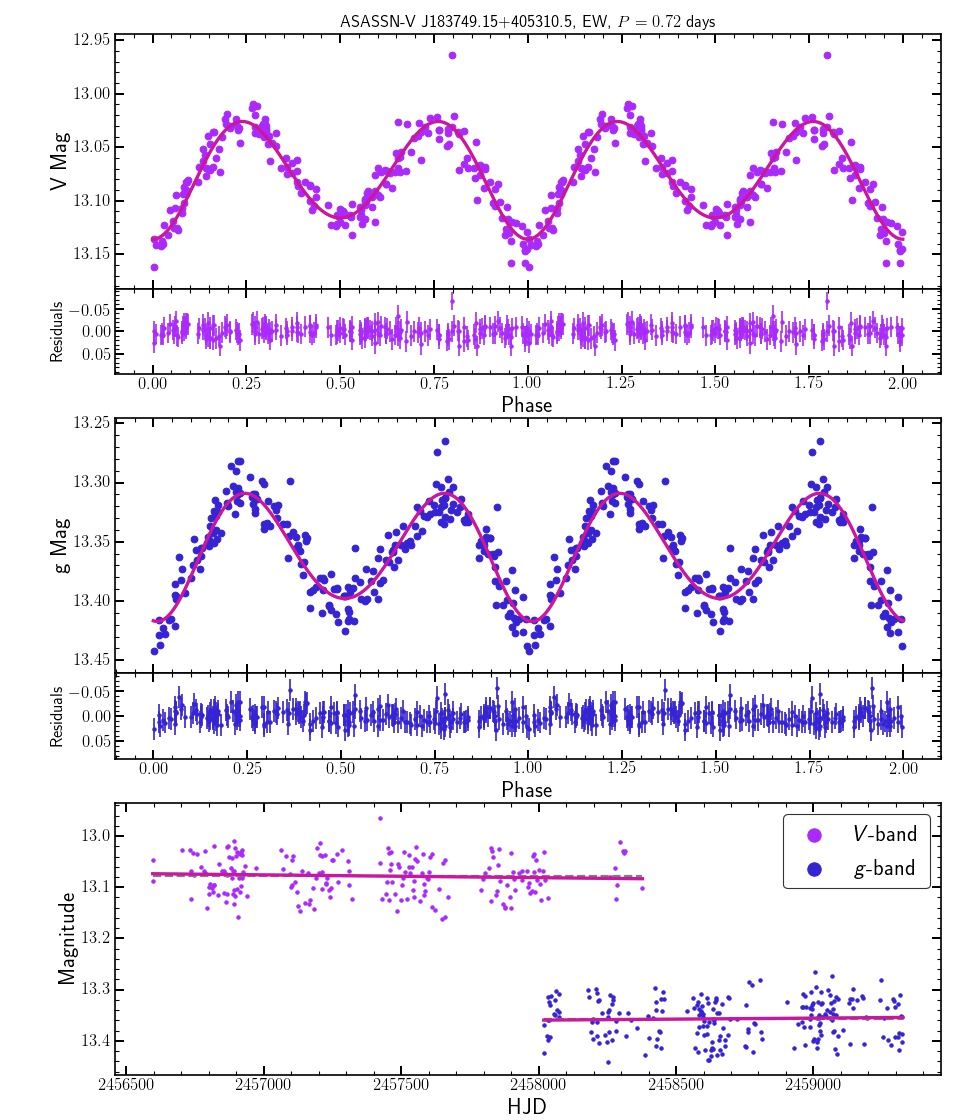 ASASSN-V J183749.15+405310.5, EW, P = 0.72 days
12.95
13.00
13.05
13.10
13.15
V Mag
−0.05
0.00
0.05
Residuals
0.00 0.25 0.50 0.75 1.00 1.25 1.50 1.75 2.00
Phase
13.25
13.30
13.35
13.40
13.45
g Mag
−0.05
0.00
0.05
Residuals
0.00 0.25 0.50 0.75 1.00 1.25 1.50 1.75 2.00
Phase
13.0
13.1
13.2
13.3
13.4
Magnitude
V-band
g-band
2456500 2457000 2457500 2458000 2458500 2459000
HJD